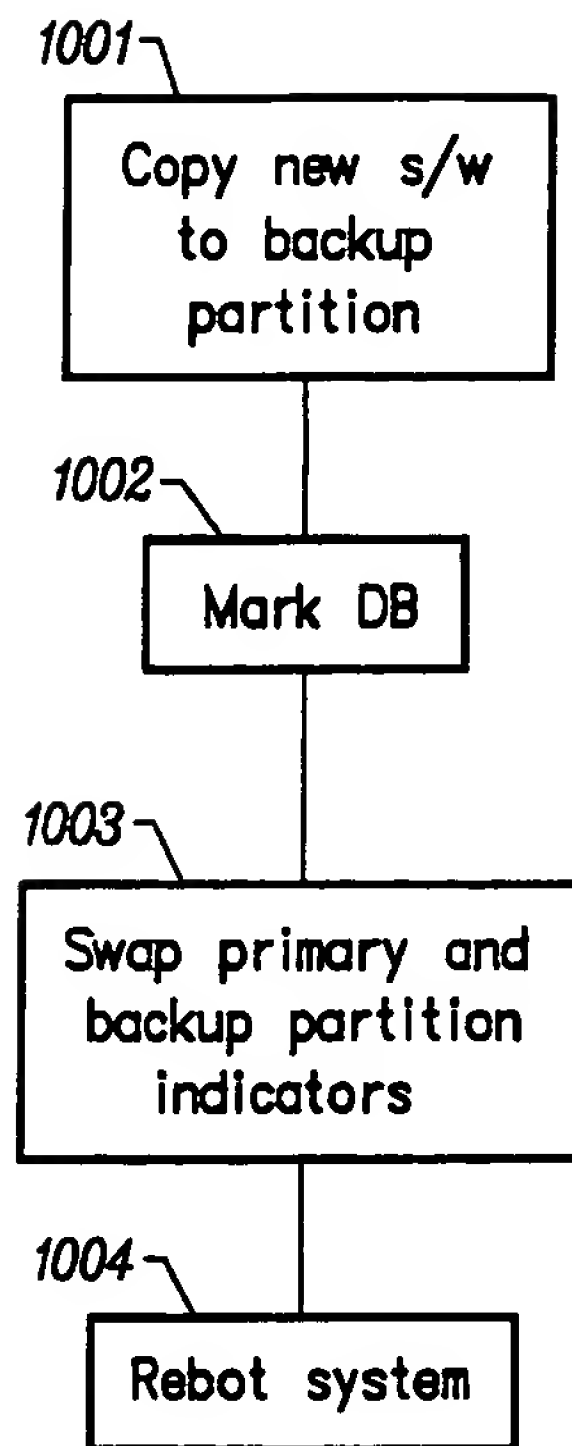 1001
Copy new s/w
to backup
partition
1002
Mark DB
1003
Swap primary and
backup partition
indicators
1004
Rebot system